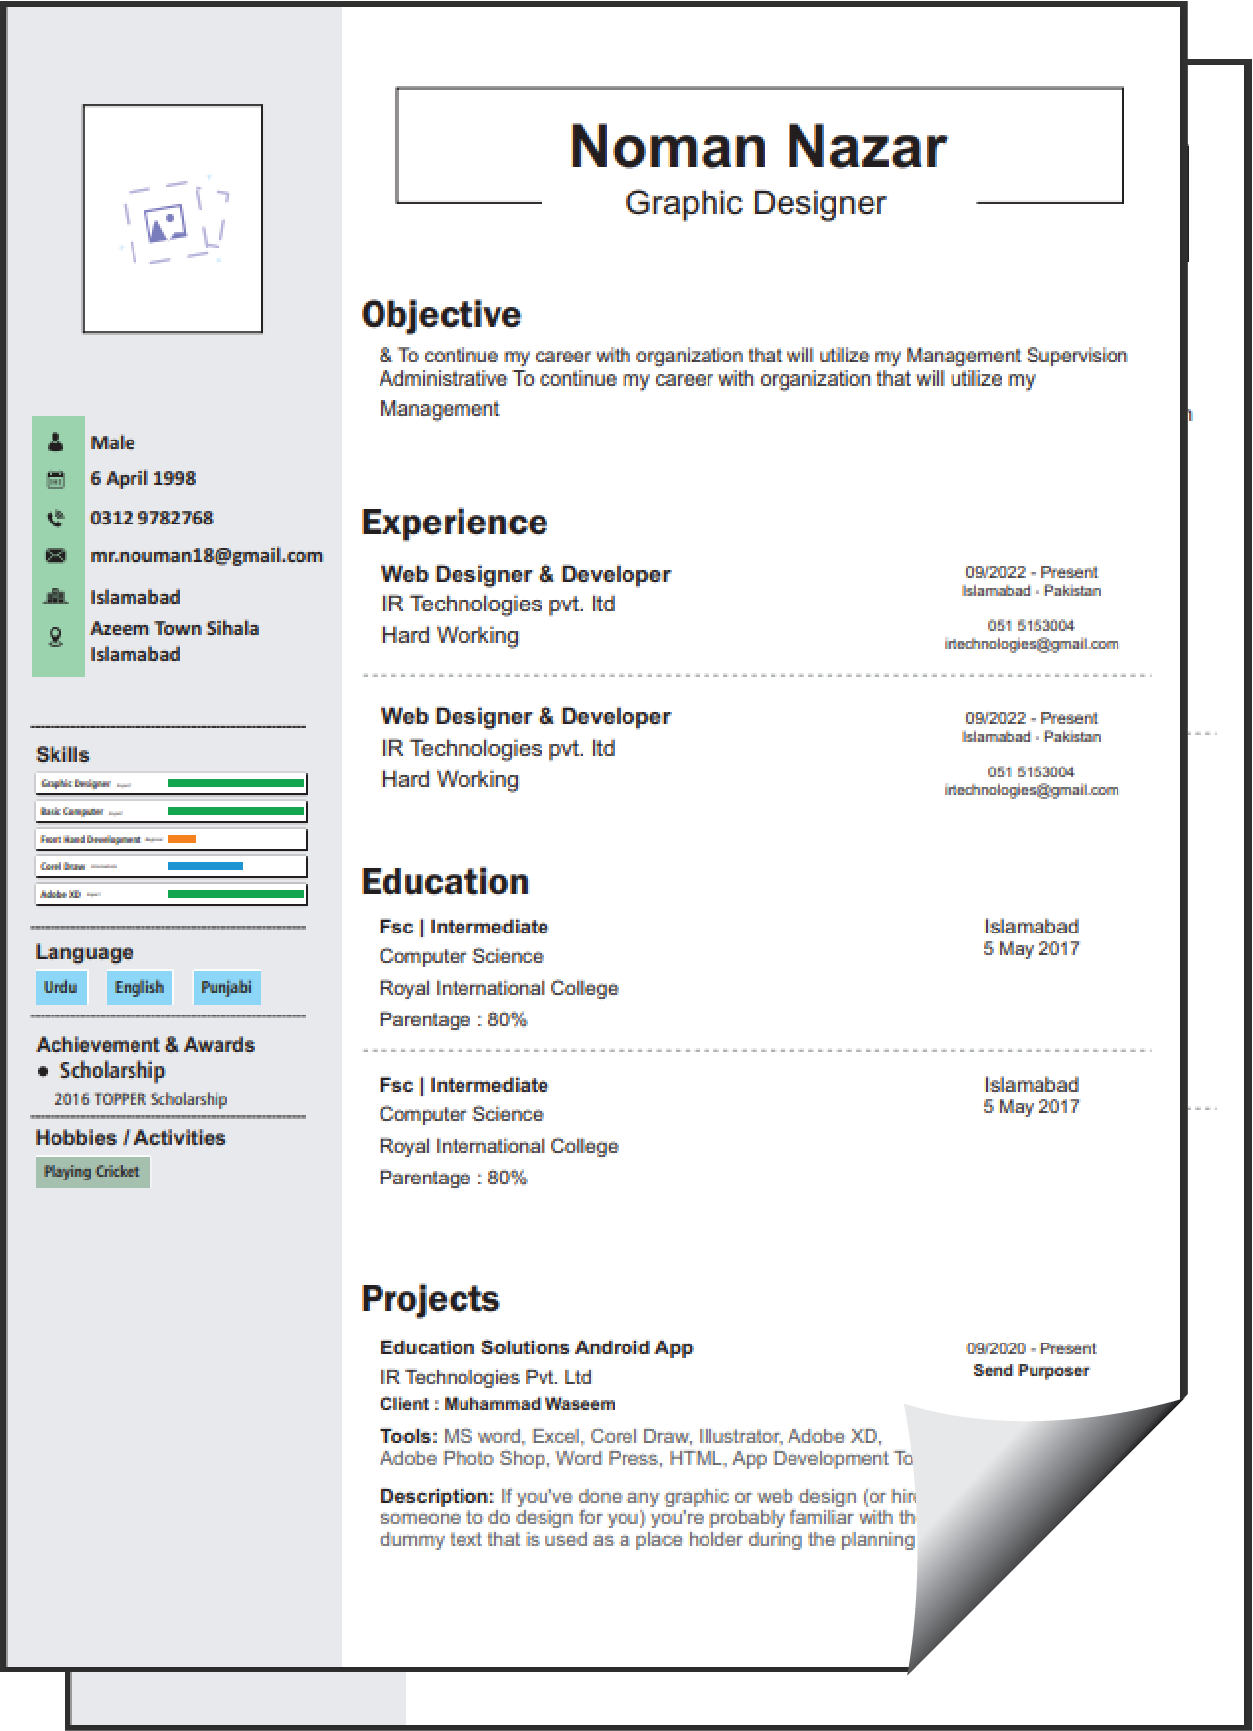 Noman Nazar
Graphic Designer
Male
6 April 1998
0312 9782768
mr.nouman18@gmail.com
Islamabad
Azeem Town Sihala
Islamabad
Skills
Graphic Designer Expert
Basic Computer Expert
Front Hand Development Beginner
Corel Draw Intermediate
Adobe XD Expert
Language
Urdu English Punjabi
Achievement & Awards
● Scholarship
2016 TOPPER Scholarship
Hobbies / Activities
Playing Cricket
Objective
& To continue my career with organization that will utilize my Management Supervision
Administrative To continue my career with organization that will utilize my
Management
Experience
Web Designer & Developer
IR Technologies pvt. ltd
Hard Working
09/2022 - Present
Islamabad - Pakistan
051 5153004
irtechnologies@gmail.com
Web Designer & Developer
IR Technologies pvt. ltd
Hard Working
09/2022 - Present
Islamabad - Pakistan
051 5153004
irtechnologies@gmail.com
Education
Fsc | Intermediate
Computer Science
Royal International College
Parentage : 80%
Islamabad
5 May 2017
Fsc | Intermediate
Computer Science
Royal International College
Parentage : 80%
Islamabad
5 May 2017
Projects
Education Solutions Android App
IR Technologies Pvt. Ltd
Client : Muhammad Waseem
09/2020 - Present
Send Purposer
Tools: MS word, Excel, Corel Draw, Illustrator, Adobe XD,
Adobe Photo Shop, Word Press, HTML, App Development
Description: If you've done any graphic or web design (or
someone to do design for you) you're probably familiar with
dummy text that is used as a place holder during the planning